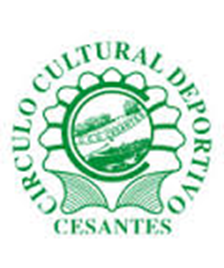 CIRCULO CULTURAL DEPORTIVO
CESANTES